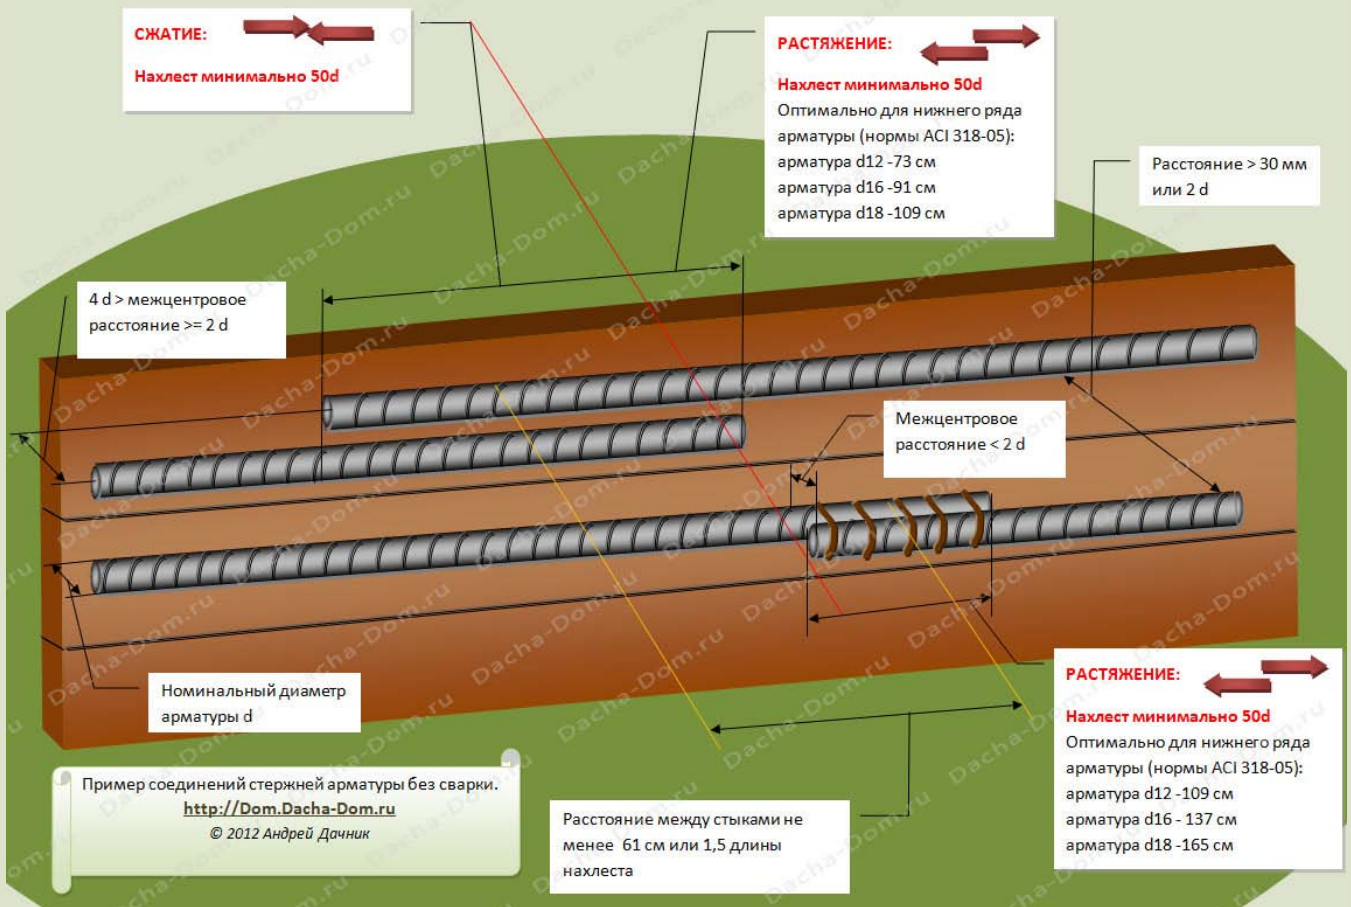 СЖАТИЕ:
Нахлест минимально 50d
РАСТЯЖЕНИЕ:
Нахлест минимально 50d
Оптимально для нижнего ряда
арматуры (нормы ACI 318-05):
арматура d12 -73 см
арматура d16 -91 см
арматура d18 -109 см
Расстояние > 30 мм
или 2 d
4 d > межцентровое
расстояние >= 2 d
Межцентровое
расстояние < 2 d
Номинальный диаметр
арматуры d
РАСТЯЖЕНИЕ:
Нахлест минимально 50d
Оптимально для нижнего ряда
арматуры (нормы ACI 318-05):
арматура d12 -109 см
арматура d16 - 137 см
арматура d18 -165 см
Пример соединений стержней арматуры без сварки.
http://Dom.Dacha-Dom.ru
© 2012 Андрей Дачник
Расстояние между стыками не
менее 61 см или 1,5 длины
нахлеста
Dacha-Dom.ru